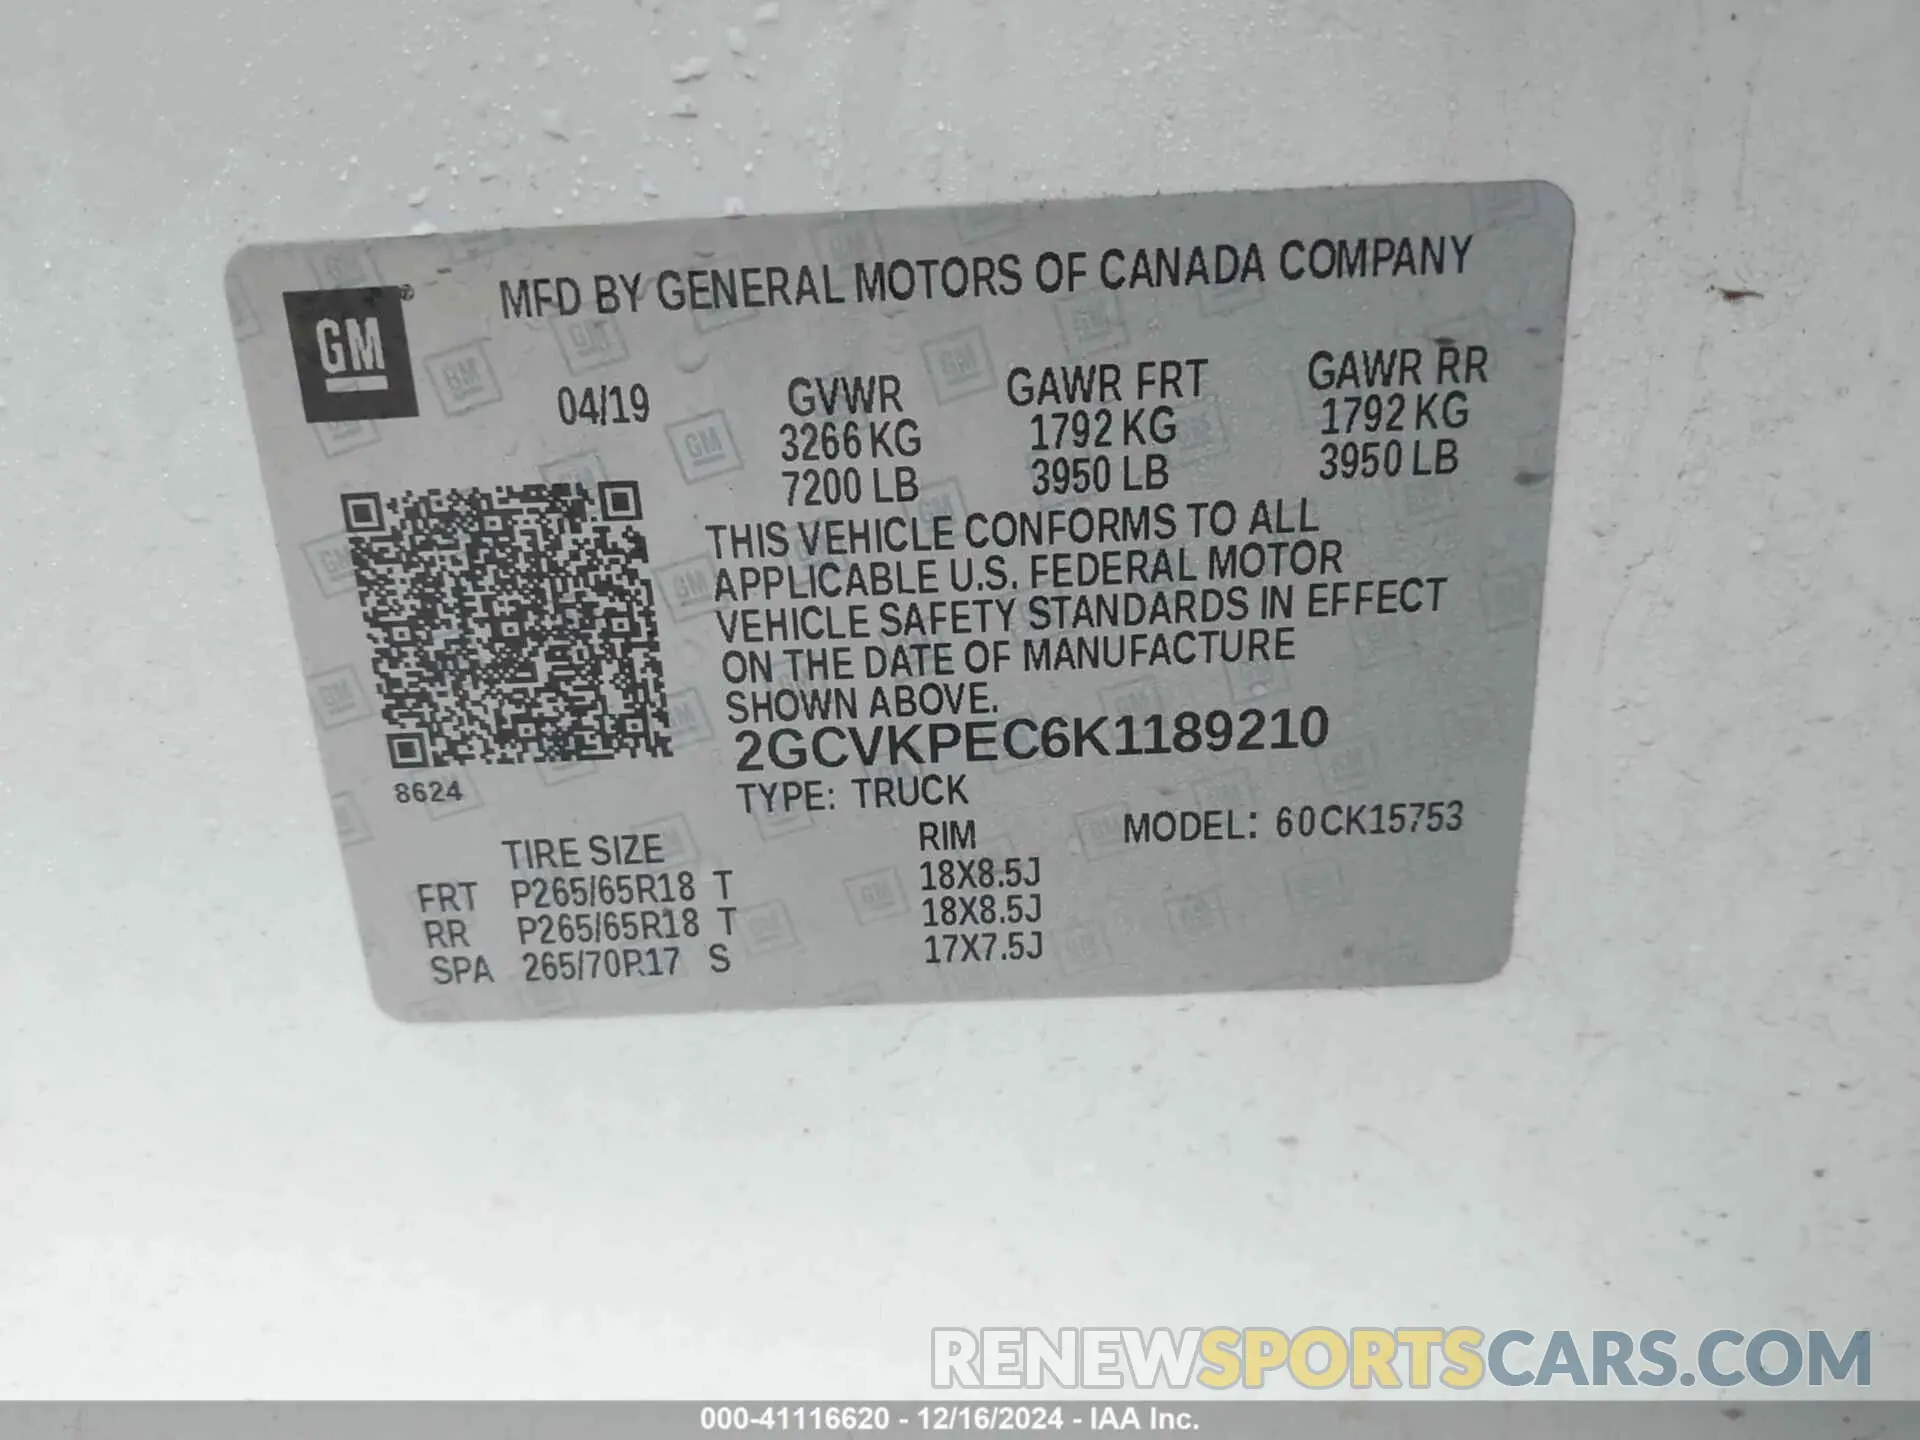 GM
MFD BY GENERAL MOTORS OF CANADA COMPANY
04/19 GVWR GAWR FRT GAWR RR
3266 KG 1792 KG 1792 KG
7200 LB 3950 LB 3950 LB
THIS VEHICLE CONFORMS TO ALL
APPLICABLE U.S. FEDERAL MOTOR
VEHICLE SAFETY STANDARDS IN EFFECT
ON THE DATE OF MANUFACTURE
SHOWN ABOVE.
2GCVKPEC6K1189210
8624
TYPE: TRUCK
TIRE SIZE RIM MODEL: 60CK15753
FRT P265/65R18 T 18X8.5J
RR P265/65R18 T 18X8.5J
SPA 265/70R17 S 17X7.5J
RENEWSPORTSCARS.COM
000-41116620 - 12/16/2024 - IAA Inc.